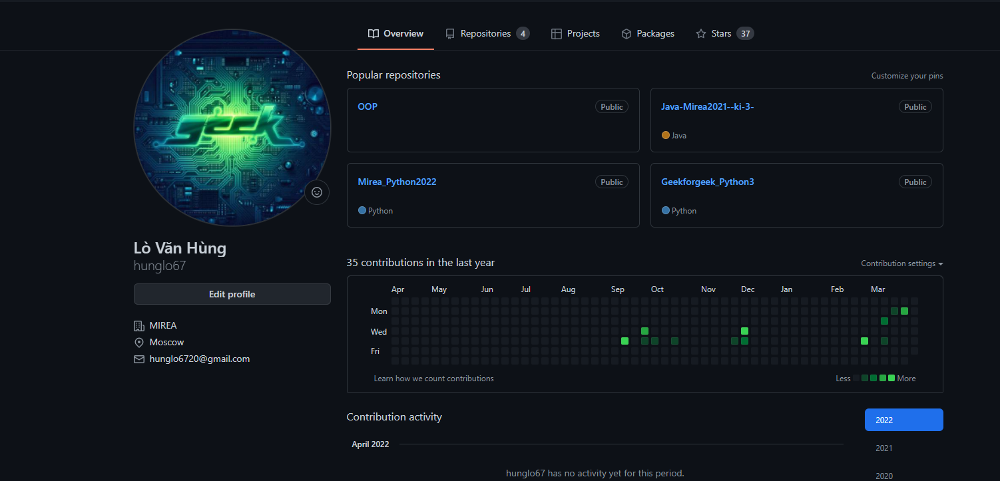 Overview Repositories 4 Projects Packages Stars 37
geek
Lò Văn Hùng
hunglo67
Edit profile
MIREA
Moscow
hunglo6720@gmail.com
Popular repositories Customize your pins
OOP Public
Java-Mirea2021--ki-3- Public
Java
Mirea_Python2022 Public
Python
Geekforgeek_Python3 Public
Python
35 contributions in the last year Contribution settings
Apr May Jun Jul Aug Sep Oct Nov Dec Jan Feb Mar
Mon
Wed
Fri
Learn how we count contributions Less More
Contribution activity
April 2022
hunglo67 has no activity yet for this period.
2022
2021
2020